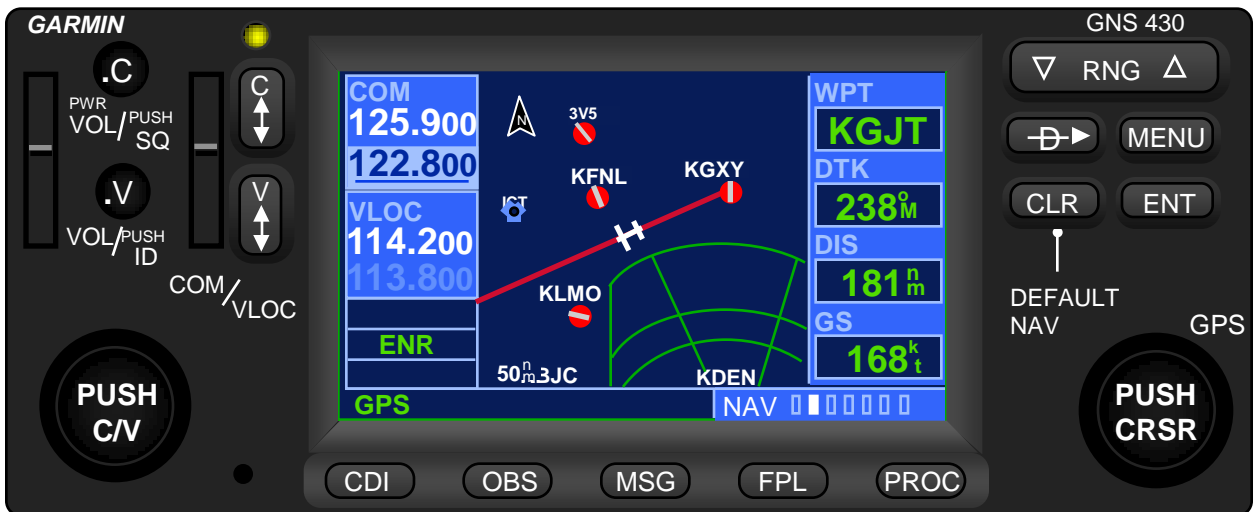 GARMIN
GNS 430
.C
PWR
VOL/PUSH
SQ
.V
VOL/PUSH
ID
C
V
COM/VLOC
PUSH
C/V
COM
125.900
122.800
VLOC
114.200
113.800
ENR
GPS
N
3V5
KFNL
KGXY
KLMO
50nm
BJC
KDEN
NAV
WPT
KGJT
DTK
238°M
DIS
181nm
GS
168kt
RNG
D
MENU
CLR
ENT
DEFAULT
NAV
GPS
PUSH
CRSR
CDI
OBS
MSG
FPL
PROC